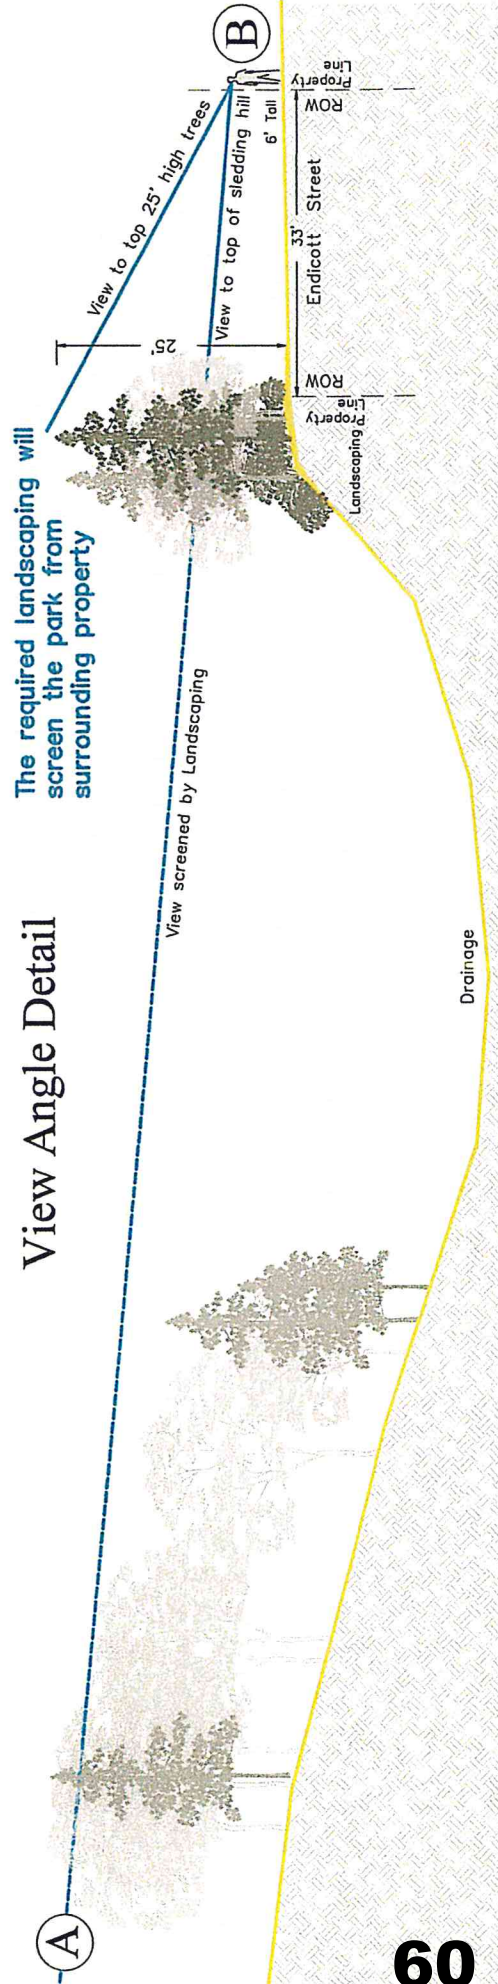 View Angle Detail
The required landscaping will
screen the park from
surrounding property
A
View screened by Landscaping
View to top 25' high trees
View to top of sledding hill
B
25'
6' Tall
33'
Endicott Street
ROW
Property
Line
ROW
Property
Line
Landscaping
Drainage
60